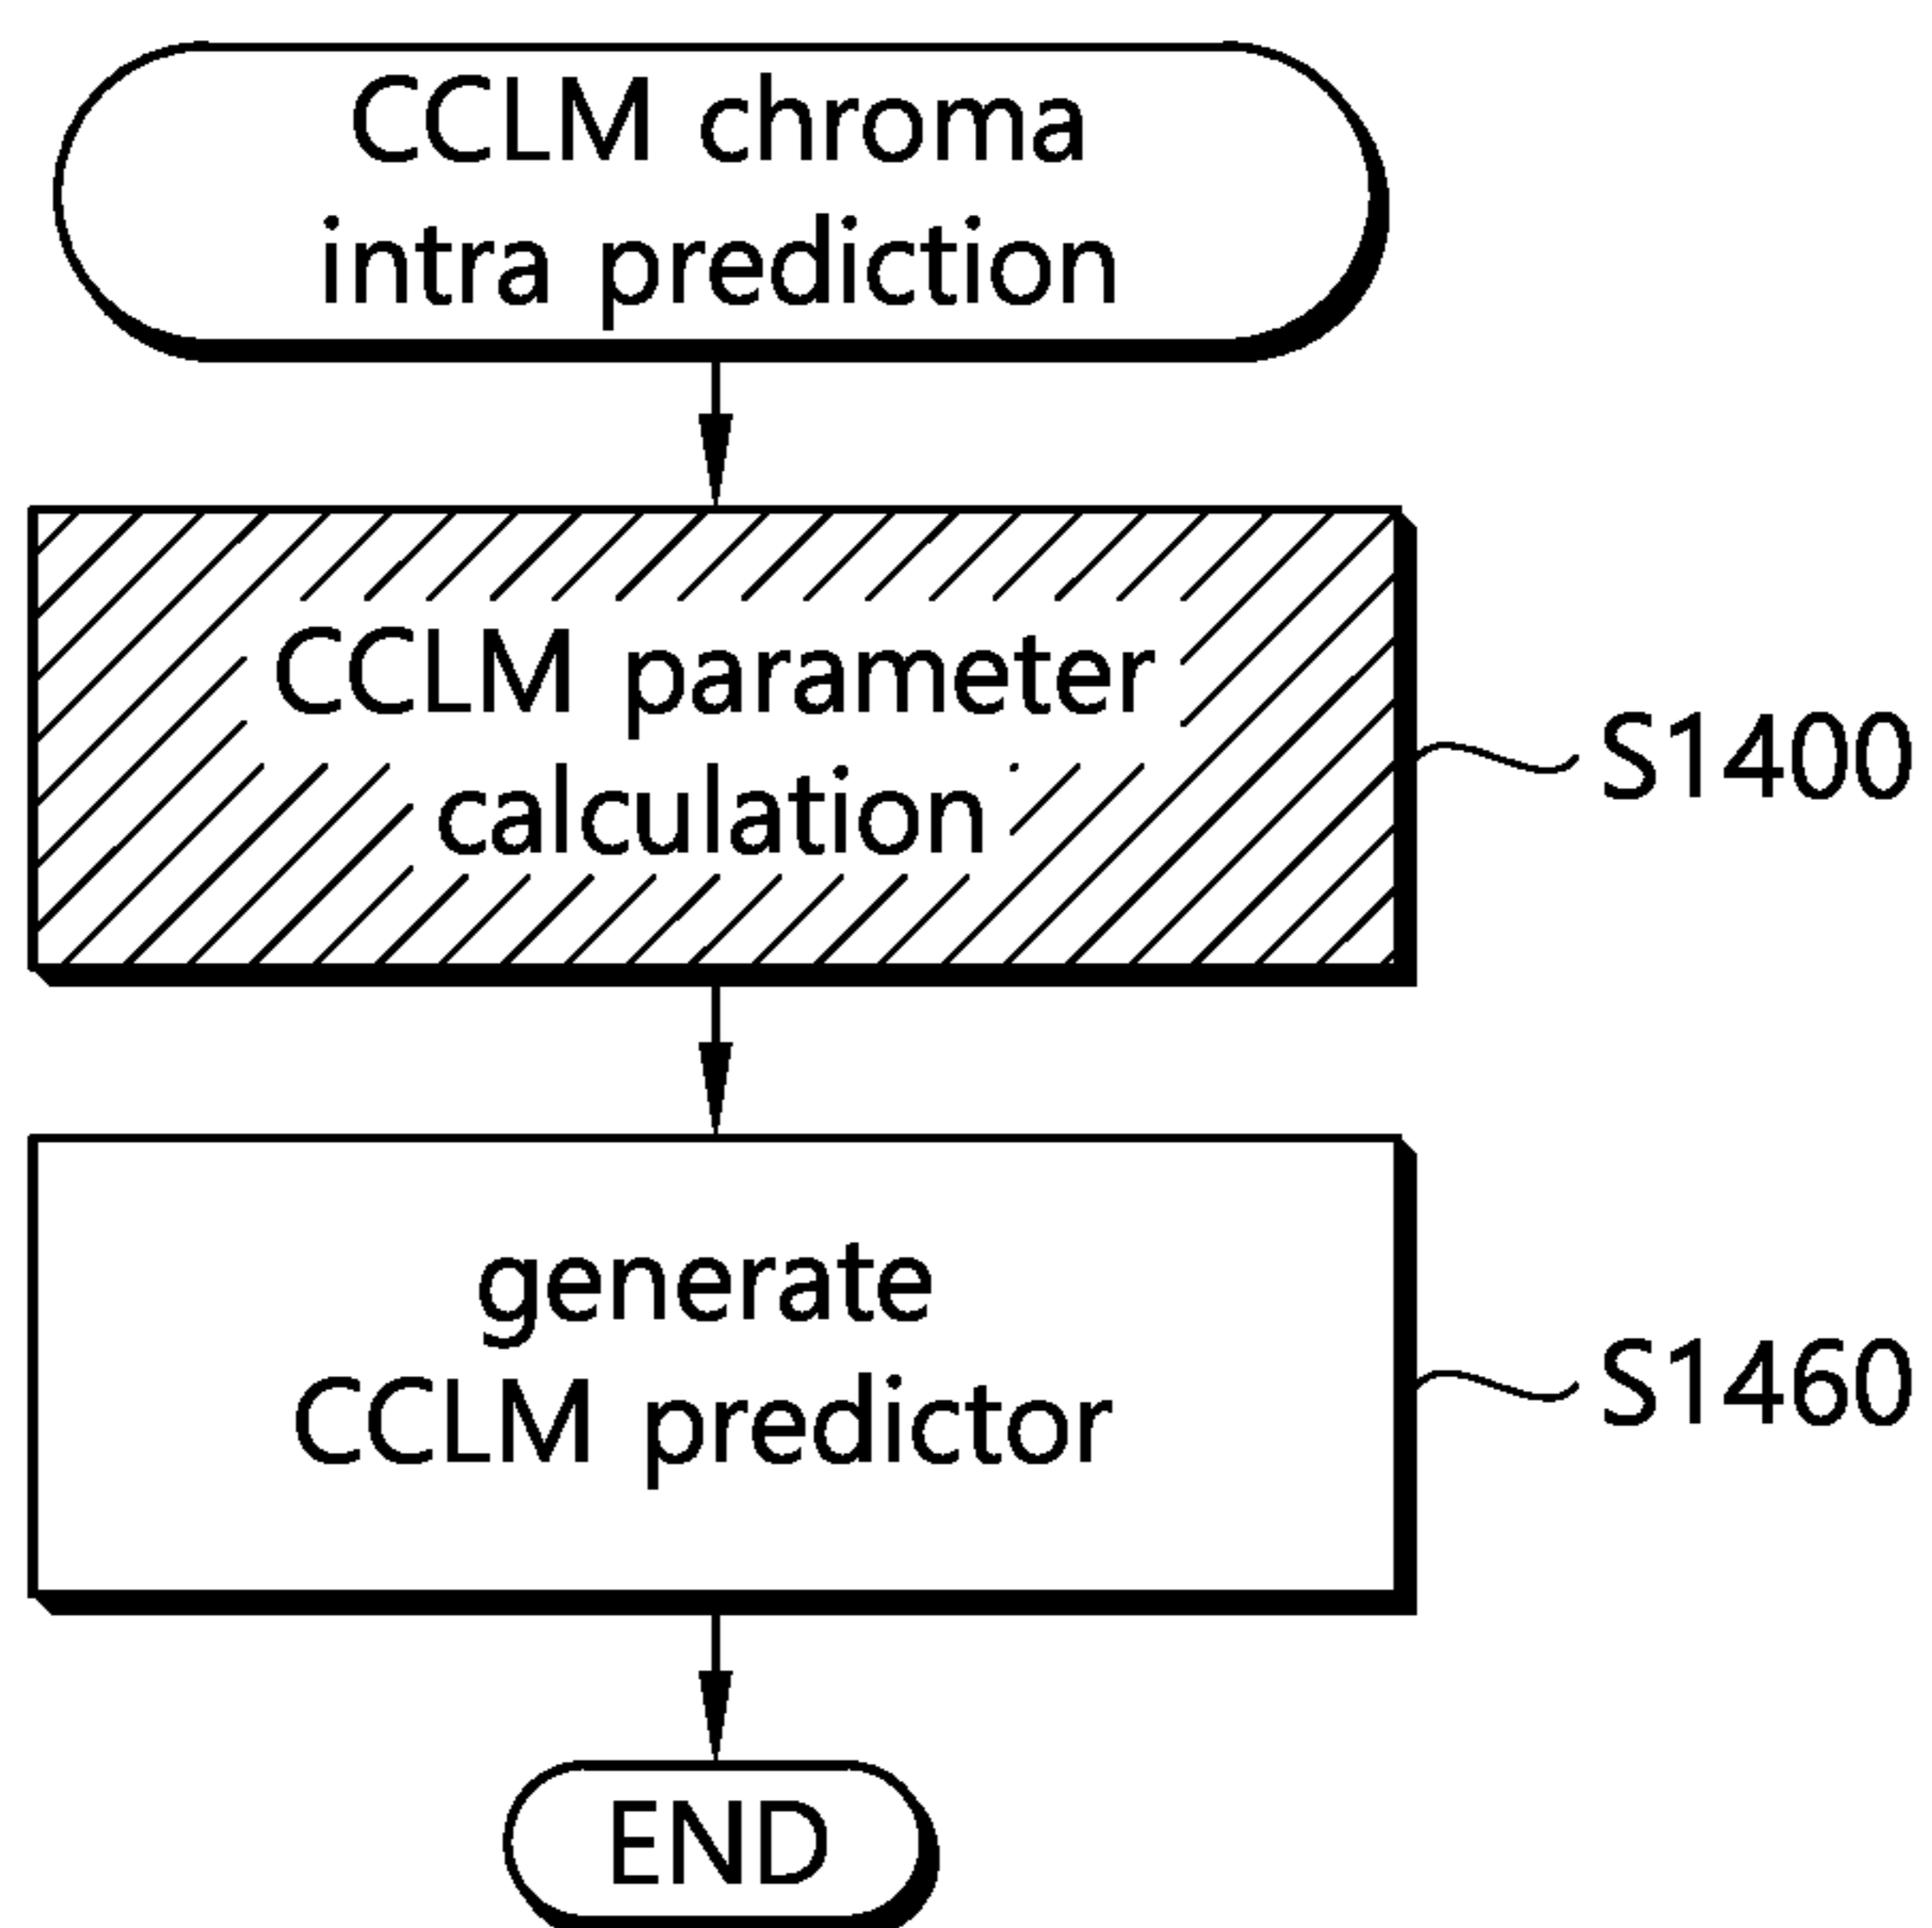 CCLM chroma
intra prediction
CCLM parameter
calculation
S1400
generate
CCLM predictor
S1460
END